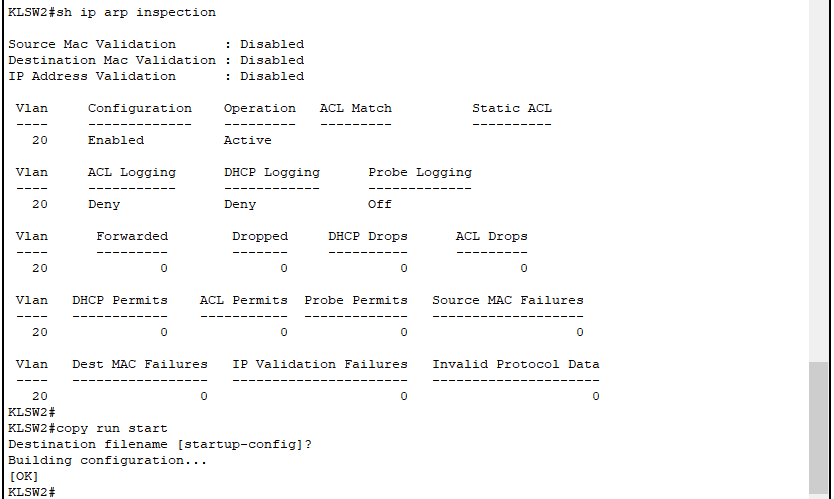 KLSW2#sh ip arp inspection

Source Mac Validation      : Disabled
Destination Mac Validation : Disabled
IP Address Validation      : Disabled

 Vlan     Configuration    Operation   ACL Match          Static ACL
 ----     -------------    ---------   ---------          ----------
   20     Enabled          Active

 Vlan     ACL Logging      DHCP Logging      Probe Logging
 ----     -----------      ------------      -------------
   20     Deny             Deny              Off

 Vlan      Forwarded        Dropped     DHCP Drops      ACL Drops
 ----      ---------        -------     ----------      ---------
   20              0              0              0              0

 Vlan   DHCP Permits    ACL Permits  Probe Permits   Source MAC Failures
 ----   ------------    -----------  -------------   -------------------
   20              0              0              0                     0

 Vlan   Dest MAC Failures   IP Validation Failures   Invalid Protocol Data
 ----   -----------------   ----------------------   ---------------------
   20                   0                        0                       0
KLSW2#
KLSW2#copy run start
Destination filename [startup-config]?
Building configuration...
[OK]
KLSW2#